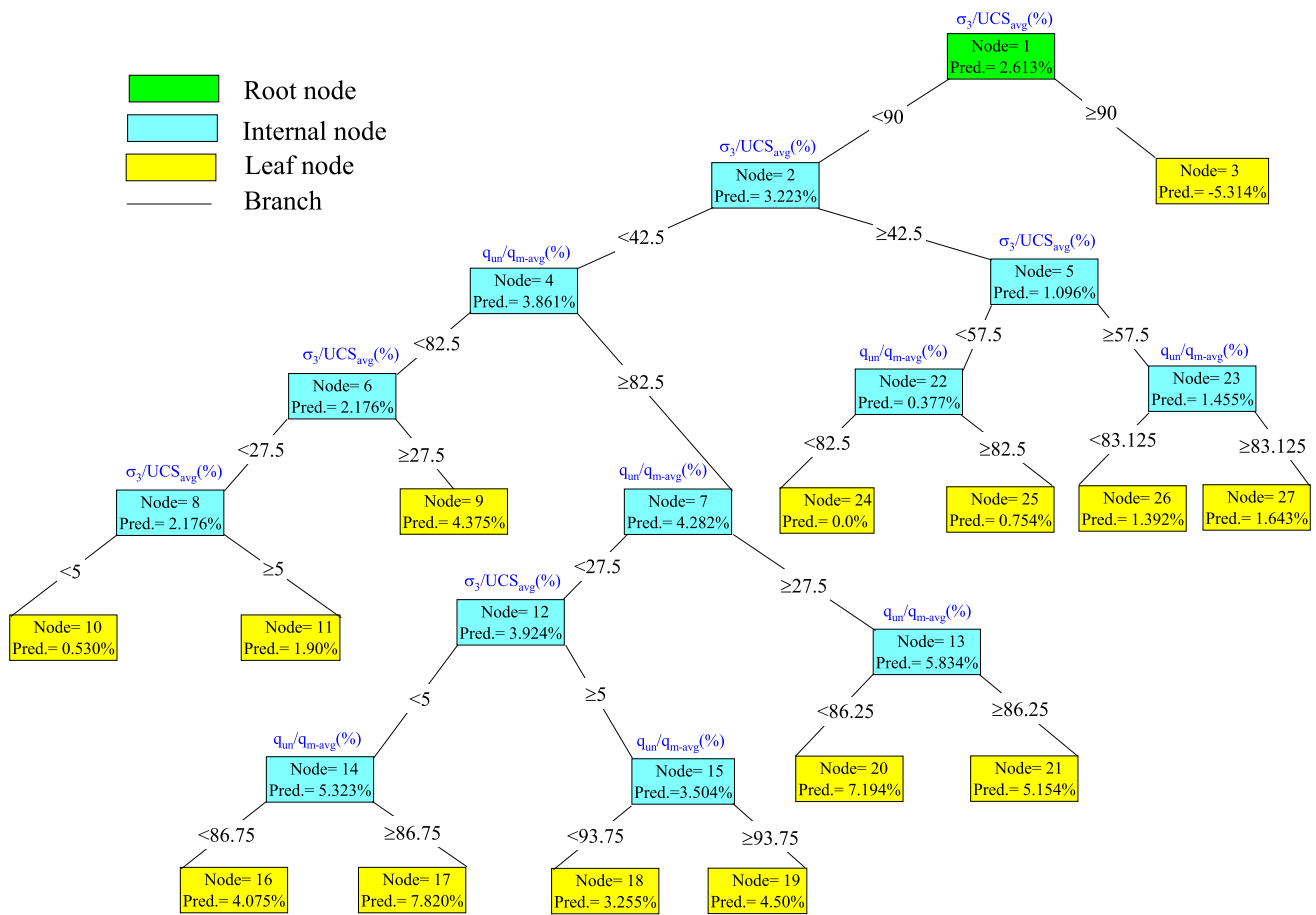 σ3/UCSavg(%)
Node= 1
Pred.= 2.613%
Root node
Internal node
Leaf node
Branch
<90
≥90
σ3/UCSavg(%)
Node= 2
Pred.= 3.223%
Node= 3
Pred.= -5.314%
<42.5
≥42.5
qun/qm-avg(%)
Node= 4
Pred.= 3.861%
σ3/UCSavg(%)
Node= 5
Pred.= 1.096%
<82.5
≥82.5
<57.5
≥57.5
σ3/UCSavg(%)
Node= 6
Pred.= 2.176%
qun/qm-avg(%)
Node= 22
Pred.= 0.377%
qun/qm-avg(%)
Node= 23
Pred.= 1.455%
<27.5
≥27.5
<82.5
≥82.5
<83.125
≥83.125
σ3/UCSavg(%)
Node= 8
Pred.= 2.176%
Node= 9
Pred.= 4.375%
qun/qm-avg(%)
Node= 7
Pred.= 4.282%
Node= 24
Pred.= 0.0%
Node= 25
Pred.= 0.754%
Node= 26
Pred.= 1.392%
Node= 27
Pred.= 1.643%
<5
≥5
<27.5
≥27.5
Node= 10
Pred.= 0.530%
Node= 11
Pred.= 1.90%
σ3/UCSavg(%)
Node= 12
Pred.= 3.924%
qun/qm-avg(%)
Node= 13
Pred.= 5.834%
<5
≥5
<86.25
≥86.25
qun/qm-avg(%)
Node= 14
Pred.= 5.323%
qun/qm-avg(%)
Node= 15
Pred.=3.504%
Node= 20
Pred.= 7.194%
Node= 21
Pred.= 5.154%
<86.75
≥86.75
<93.75
≥93.75
Node= 16
Pred.= 4.075%
Node= 17
Pred.= 7.820%
Node= 18
Pred.= 3.255%
Node= 19
Pred.= 4.50%